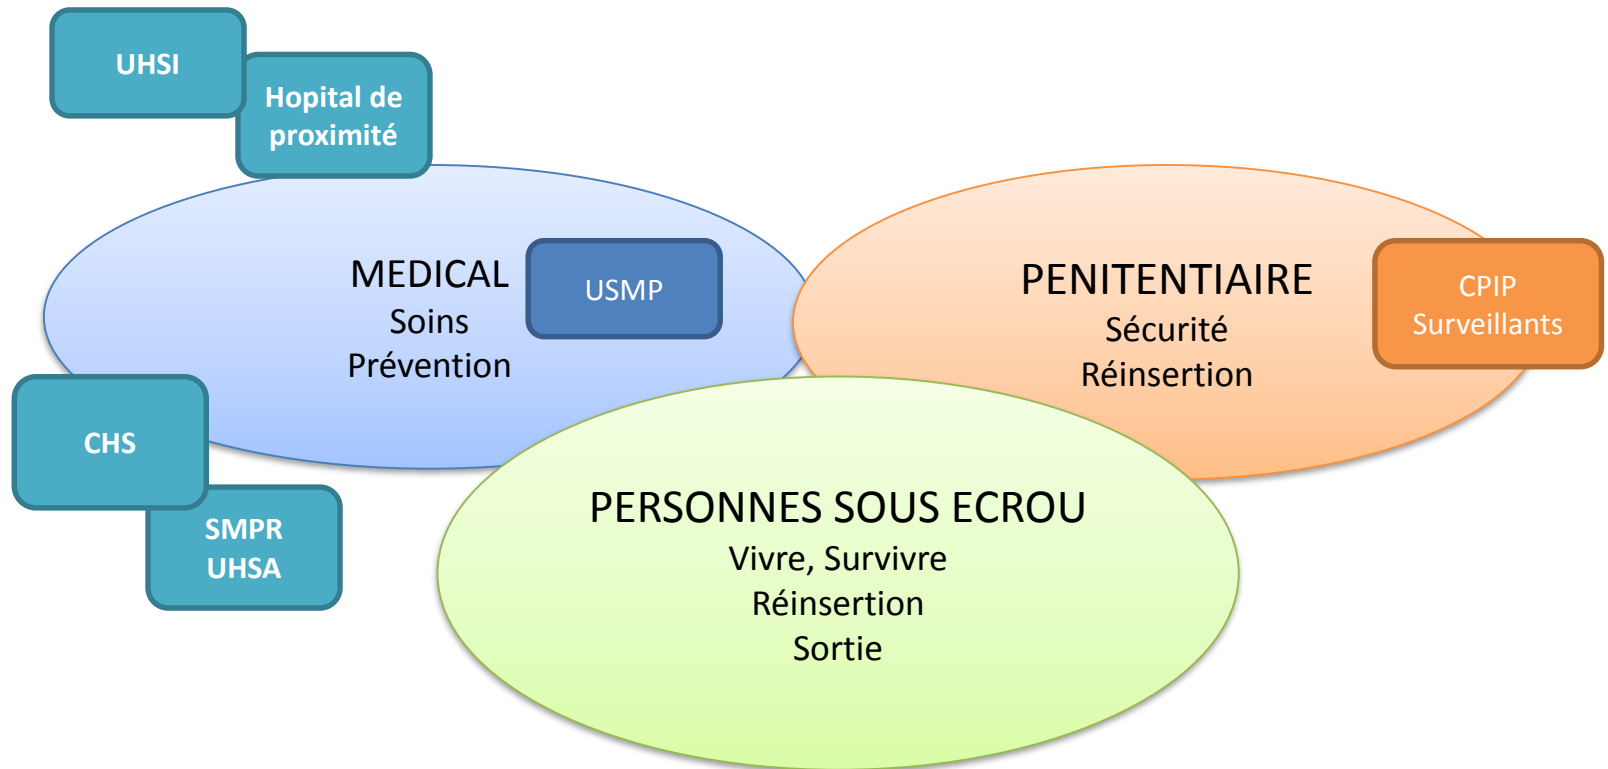 UHSI
Hopital de
proximité
MEDICAL
Soins
Prévention
USMP
PENITENTIAIRE
Sécurité
Réinsertion
CPIP
Surveillants
CHS
SMPR
UHSA
PERSONNES SOUS ECROU
Vivre, Survivre
Réinsertion
Sortie